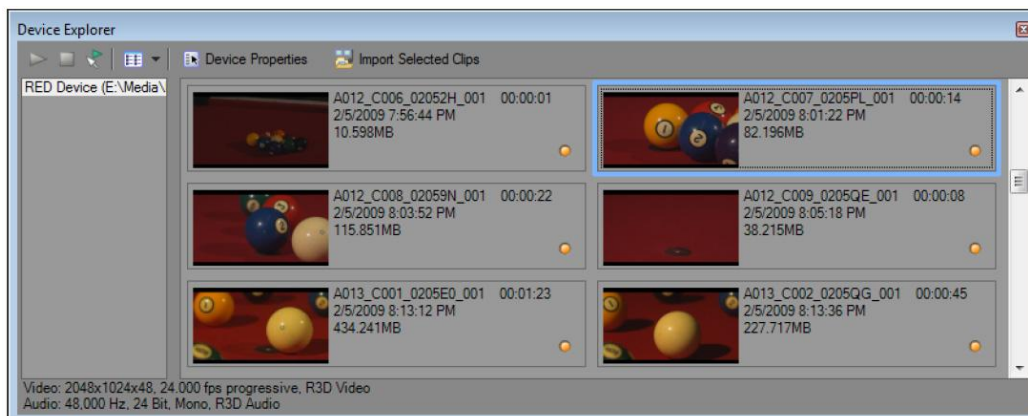 Device Explorer
Device Properties Import Selected Clips
RED Device (E:\Media\
A012_C006_02052H_001 00:00:01
2/5/2009 7:56:44 PM
10.598MB
A012_C007_0205PL_001 00:00:14
2/5/2009 8:01:22 PM
82.196MB
A012_C008_02059N_001 00:00:22
2/5/2009 8:03:52 PM
115.851MB
A012_C009_0205QE_001 00:00:08
2/5/2009 8:05:18 PM
38.215MB
A013_C001_0205E0_001 00:01:23
2/5/2009 8:13:12 PM
434.241MB
A013_C002_0205QG_001 00:00:45
2/5/2009 8:13:36 PM
227.717MB
Video: 2048x1024x48, 24.000 fps progressive, R3D Video
Audio: 48,000 Hz, 24 Bit, Mono, R3D Audio